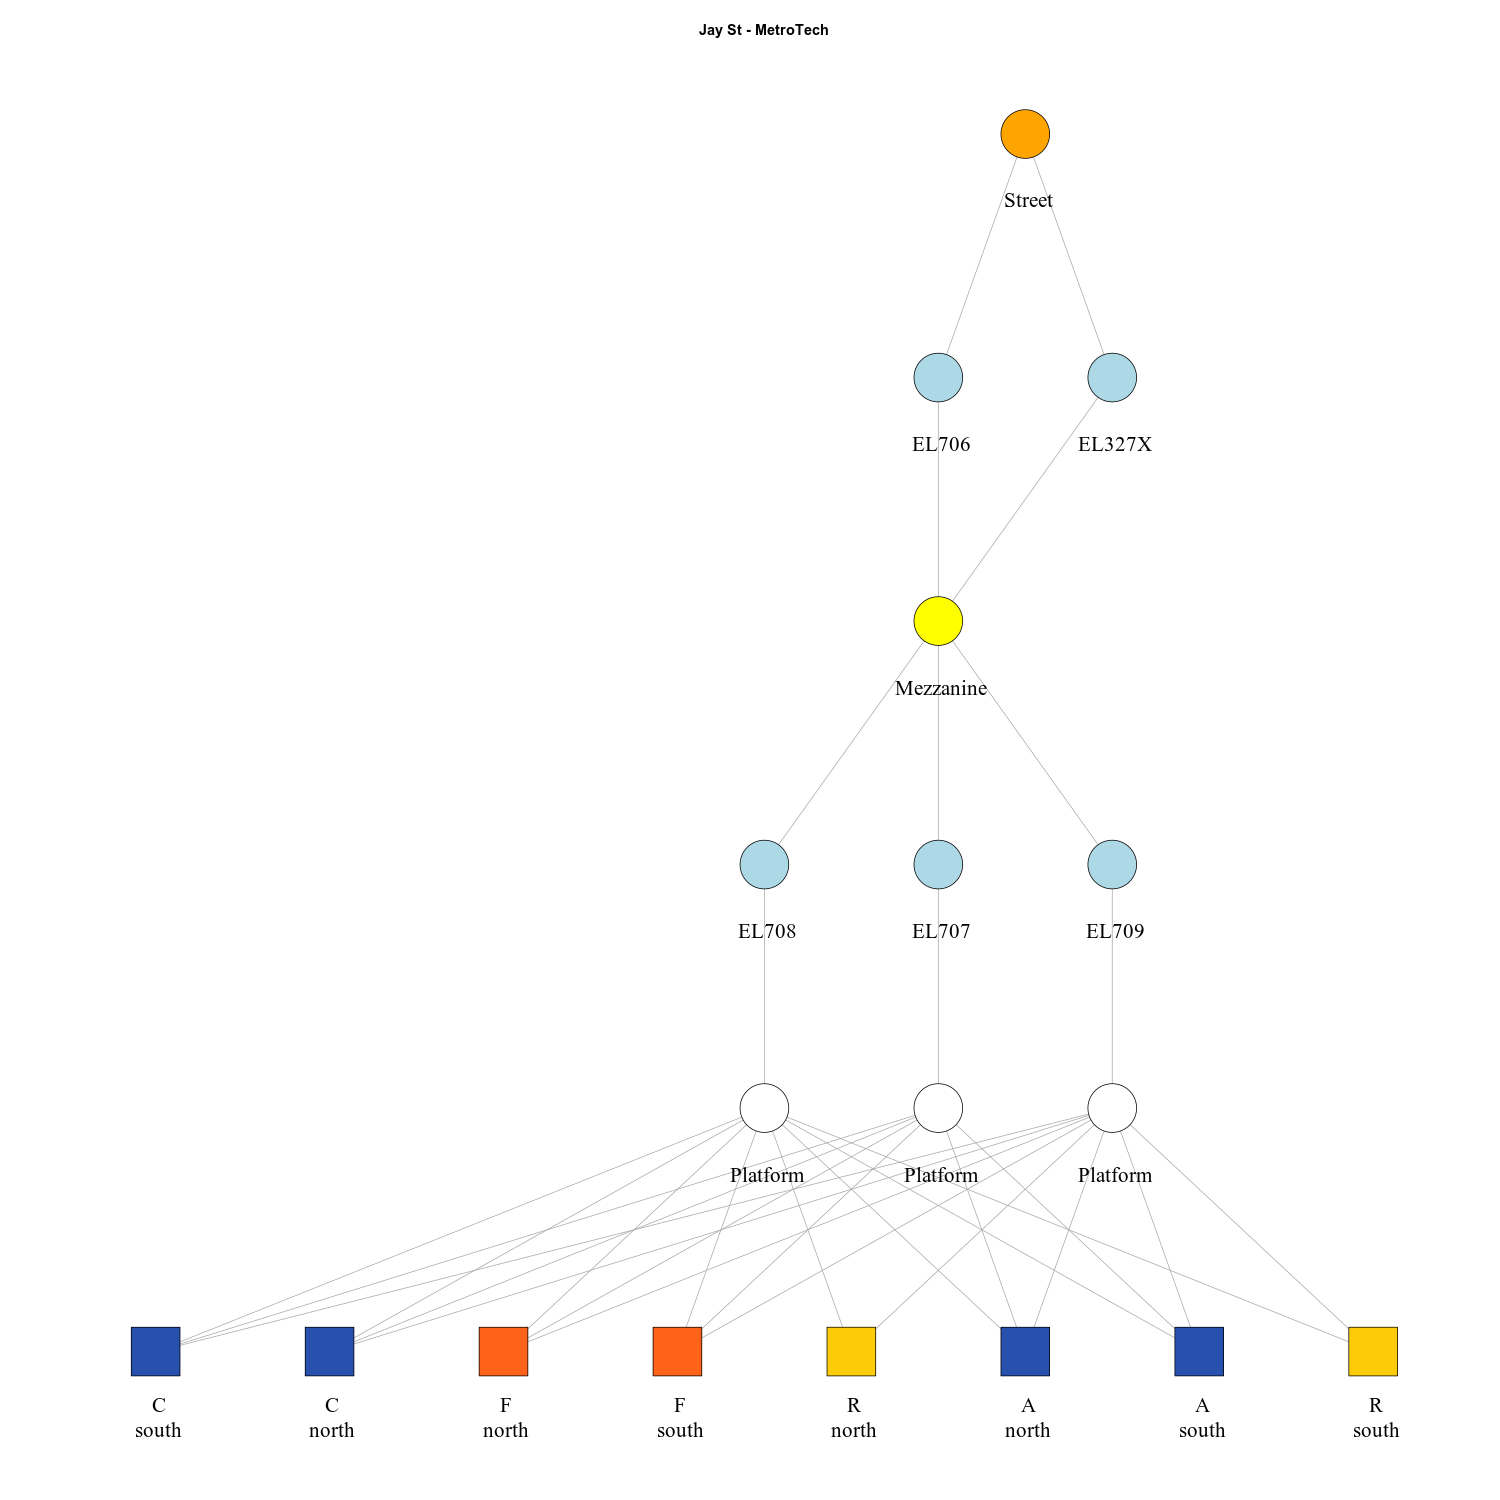 Jay St - MetroTech
Street
EL706
EL327X
Mezzanine
EL708
EL707
EL709
Platform
Platform
Platform
C
south
C
north
F
north
F
south
R
north
A
north
A
south
R
south